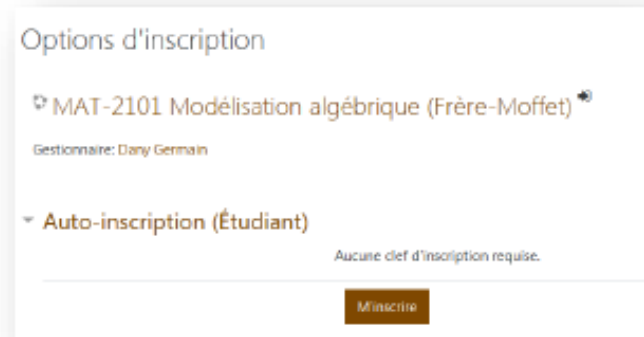 Options d'inscription
MAT-2101 Modélisation algébrique (Frère-Moffet)
Gestionnaire: Dany Germain
Auto-inscription (Étudiant)
Aucune clef d'inscription requise.
M'inscrire